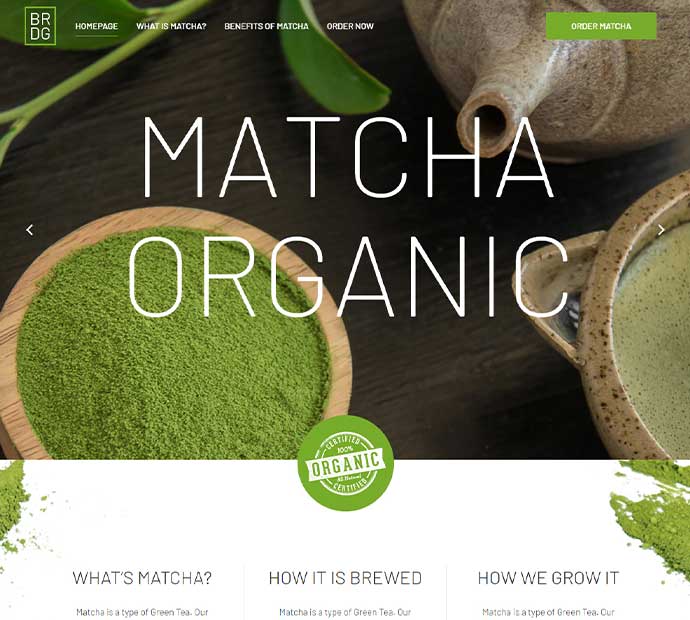 BR
DG
HOMEPAGE
WHAT IS MATCHA?
BENEFITS OF MATCHA
ORDER NOW
ORDER MATCHA
MATCHA
ORGANIC
CERTIFIED
100%
ORGANIC
All Natural
CERTIFIED
WHAT'S MATCHA?
HOW IT IS BREWED
HOW WE GROW IT
Matcha is a type of Green Tea. Our
Matcha is a type of Green Tea. Our
Matcha is a type of Green Tea. Our